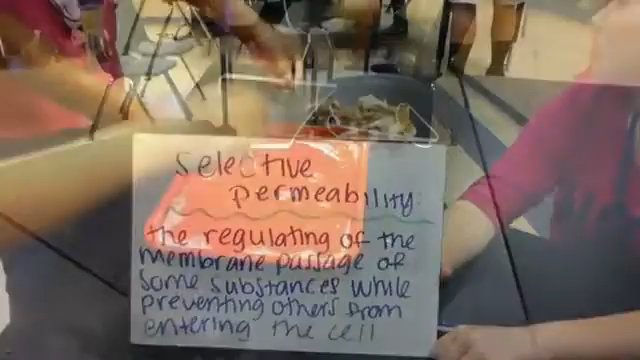 selective
permeability:
the regulating of the
membrane passage of
some substances while
preventing others from
entering the cell